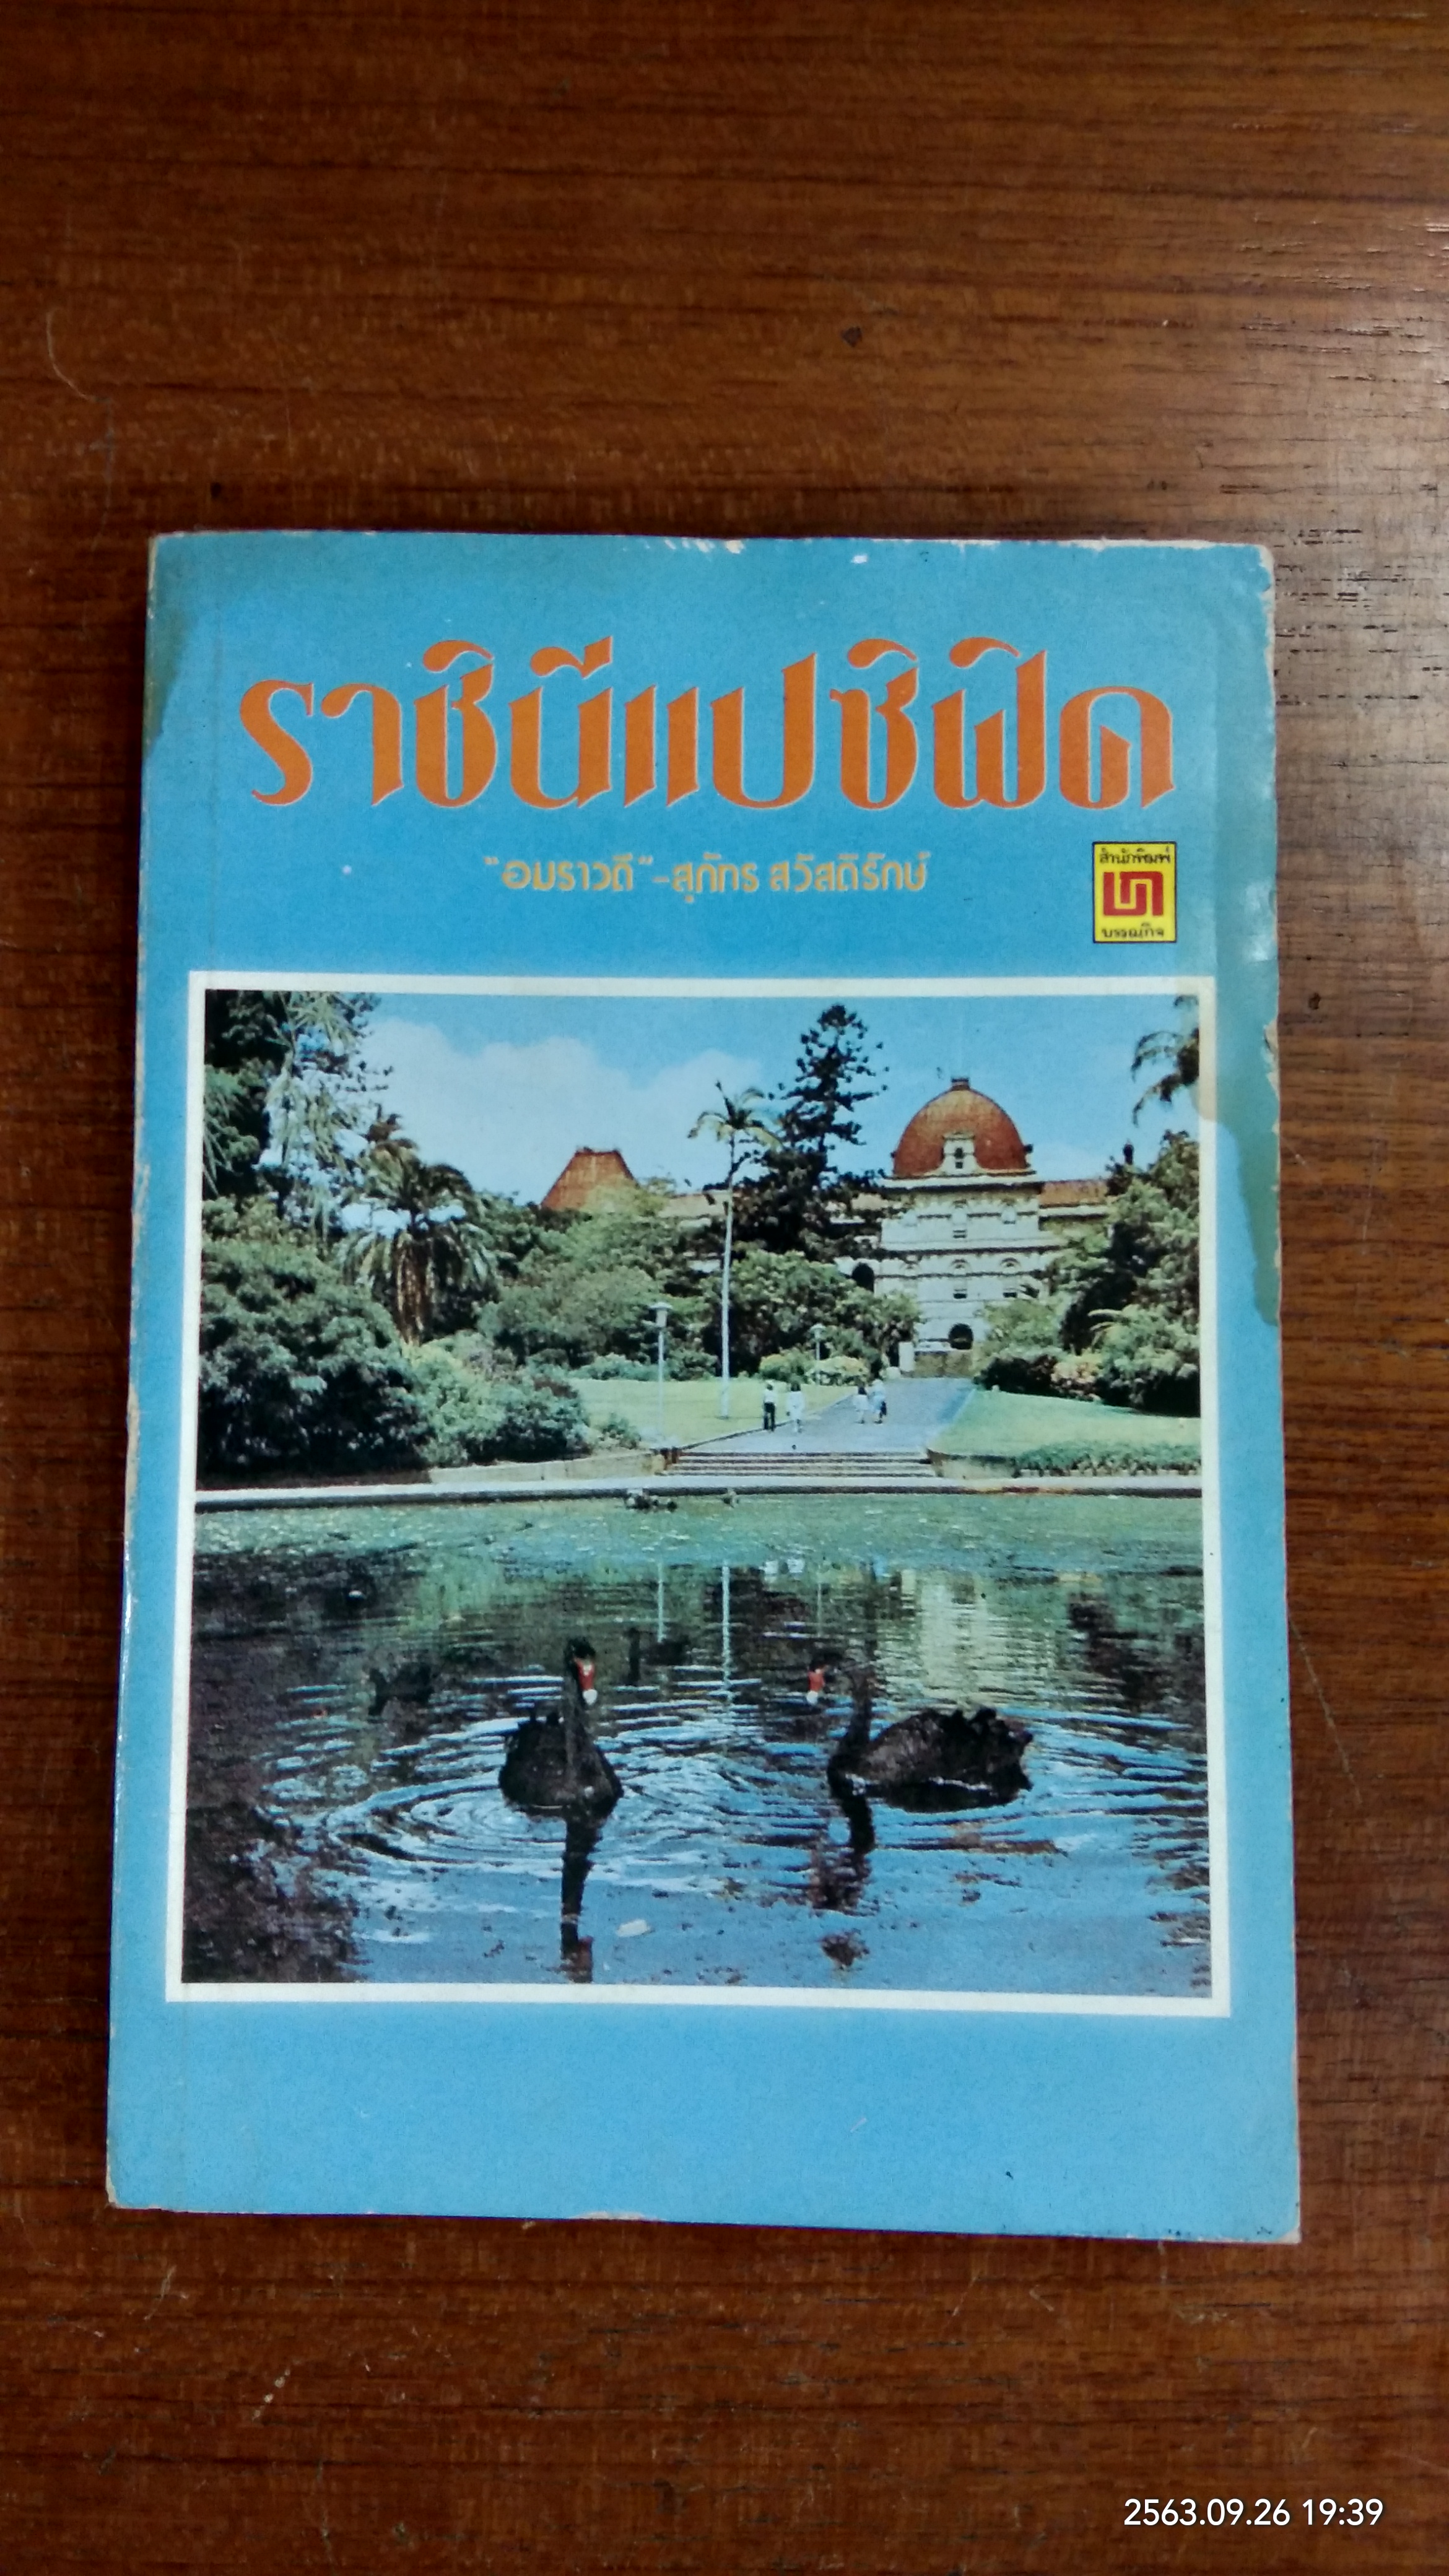 ราชินีแปซิฟิค
"อมราวดี"-สุภัทร สวัสดิรักษ์
สำนักพิมพ์
บรรณกิจ
2563.09.26 19:39